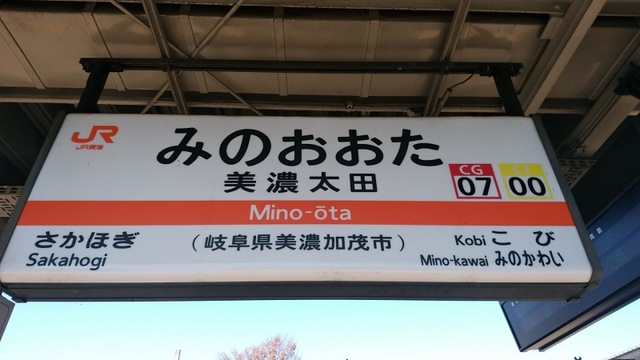 JR
JR東海
みのおおた
美濃太田
CG
07
CI
00
Mino-ōta
さかほぎ
Sakahogi
(岐阜県美濃加茂市)
Kobi こび
Mino-kawai みのかわい